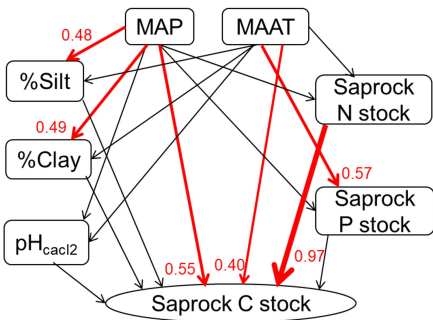 MAP
MAAT
0.48
%Silt
Saprock
N stock
0.49
%Clay
0.57
Saprock
P stock
pHcacl2
0.55
0.40
0.97
Saprock C stock